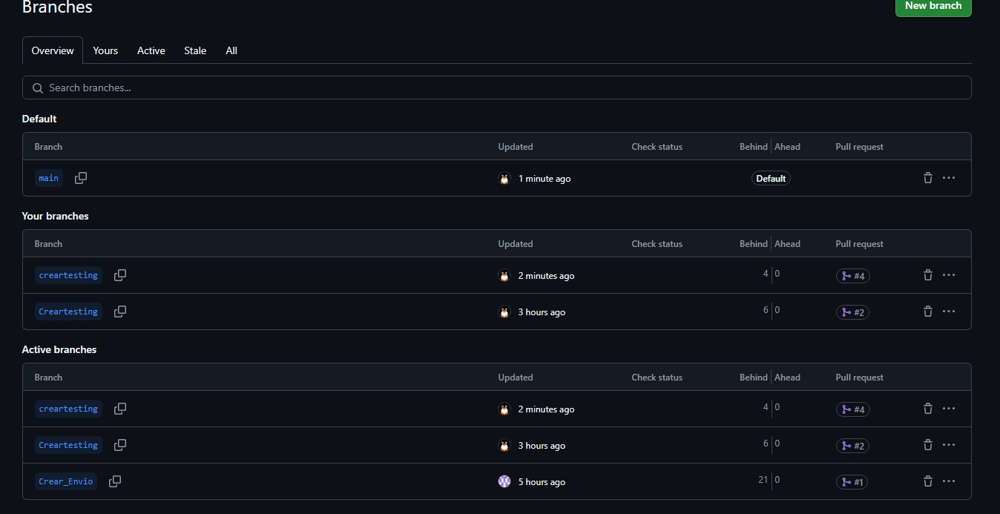 Branches
New branch
Overview Yours Active Stale All
Search branches...
Default
Branch Updated Check status Behind Ahead Pull request
main 1 minute ago Default
Your branches
Branch Updated Check status Behind Ahead Pull request
creartesting 2 minutes ago 4 0 #4
Creartesting 3 hours ago 6 0 #2
Active branches
Branch Updated Check status Behind Ahead Pull request
creartesting 2 minutes ago 4 0 #4
Creartesting 3 hours ago 6 0 #2
Crear_Envio 5 hours ago 21 0 #1